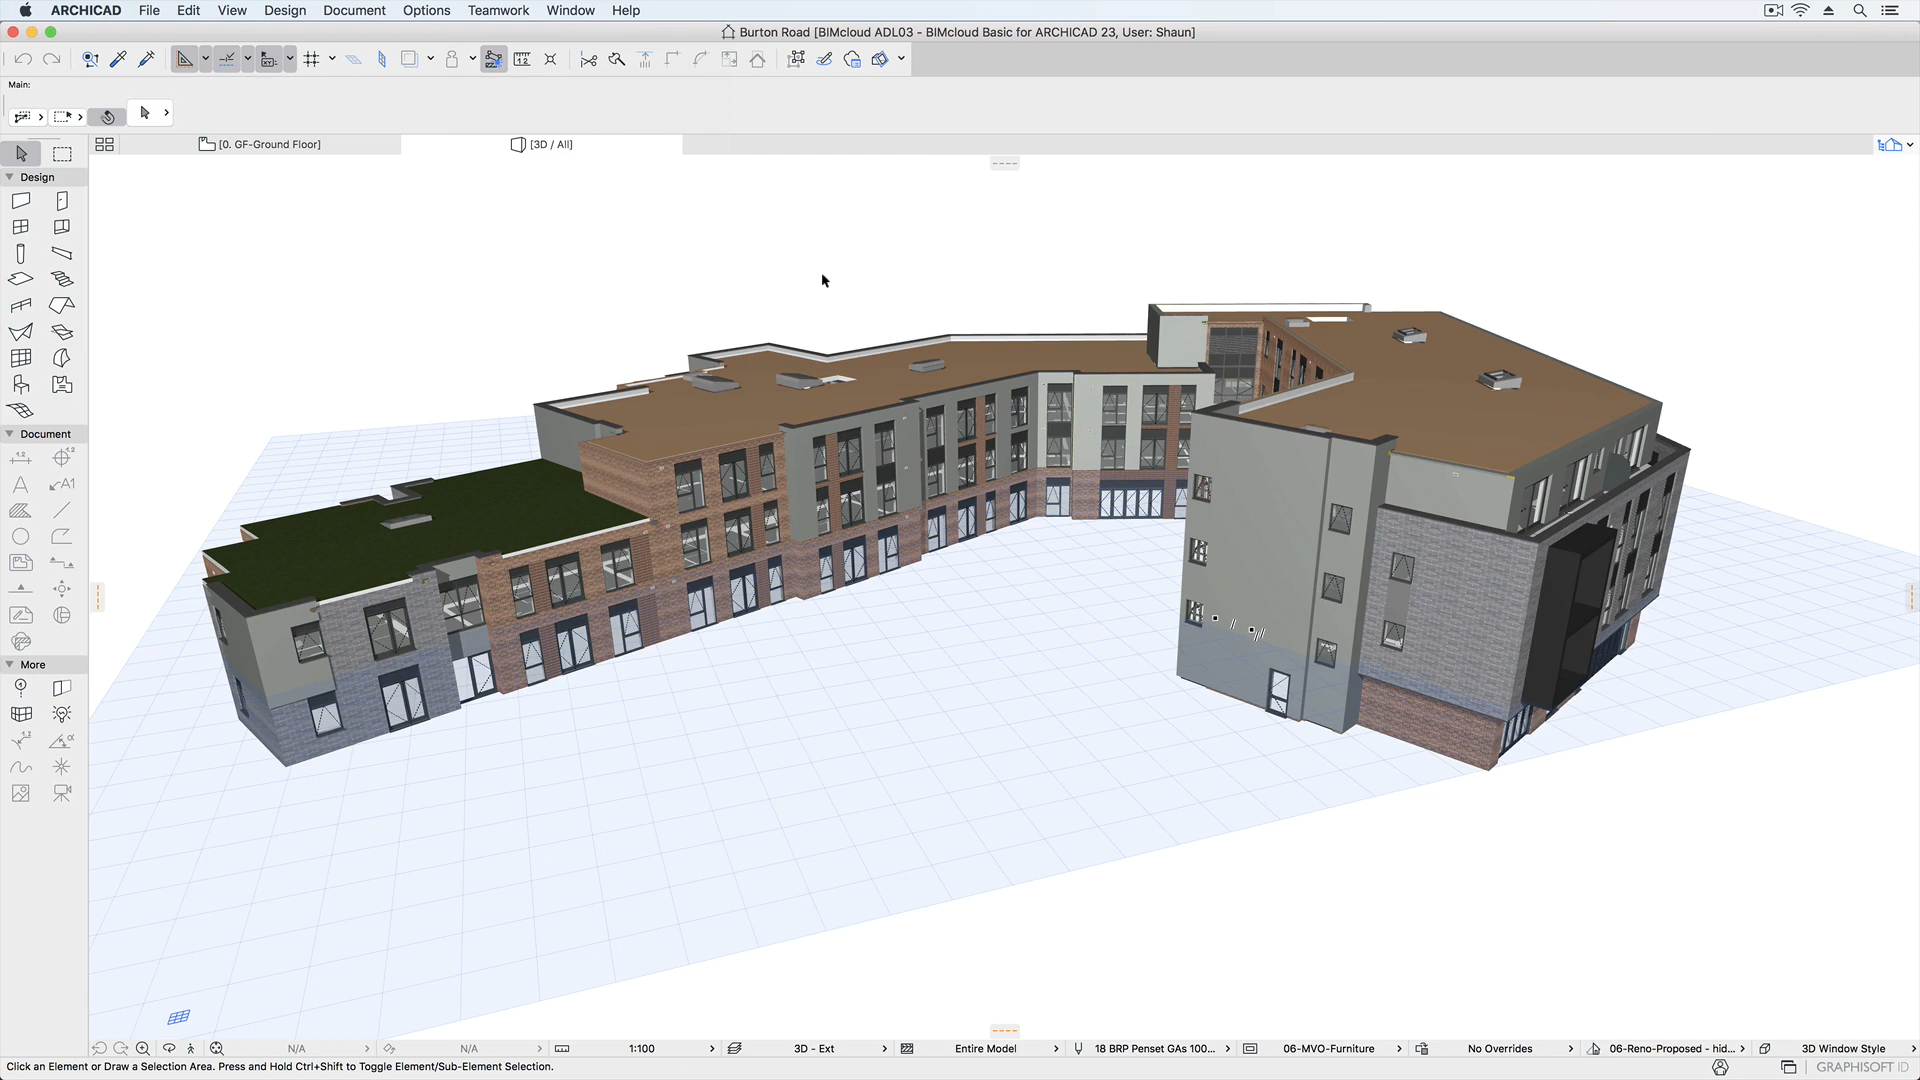 ARCHICAD File Edit View Design Document Options Teamwork Window Help
Burton Road [BIMcloud ADL03 - BIMcloud Basic for ARCHICAD 23, User: Shaun]
Main:
[0. GF-Ground Floor]
[3D / All]
Design
Document
More
N/A
N/A
1:100
3D - Ext
Entire Model
18 BRP Penset GAs 100...
06-MVO-Furniture
No Overrides
06-Reno-Proposed - hid...
3D Window Style
Click an Element or Draw a Selection Area. Press and Hold Ctrl+Shift to Toggle Element/Sub-Element Selection.
GRAPHISOFT ID